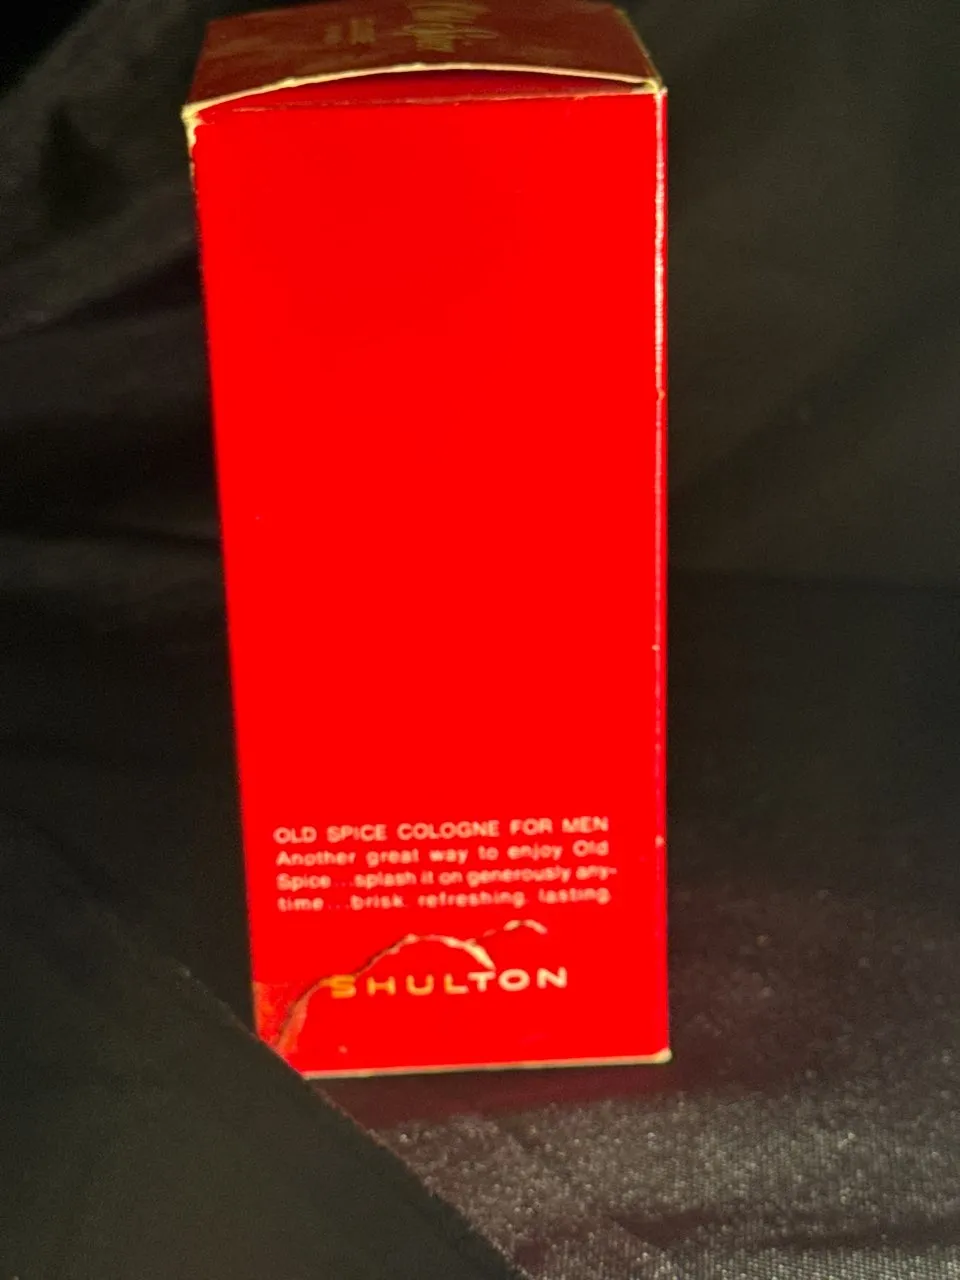 OLD SPICE COLOGNE FOR MEN
Another great way to enjoy Old
Spice...splash it on generously any-
time...brisk. refreshing. lasting.
SHULTON